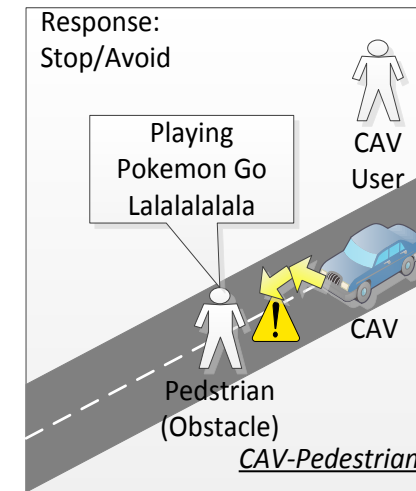 Response:
Stop/Avoid
Playing
Pokemon Go
Lalalalalala
CAV
User
CAV
Pedstrian
(Obstacle)
CAV-Pedestrian